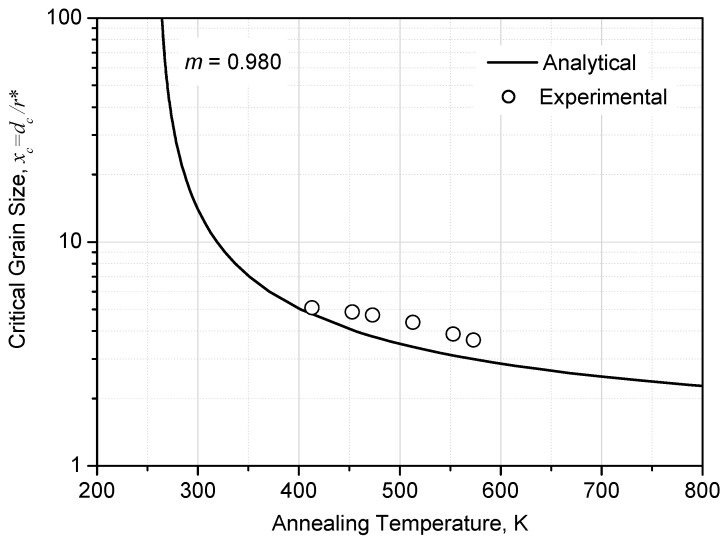 100
m = 0.980
Analytical
Experimental
10
1
Critical Grain Size, x_c=d_c/r*
200 300 400 500 600 700 800
Annealing Temperature, K